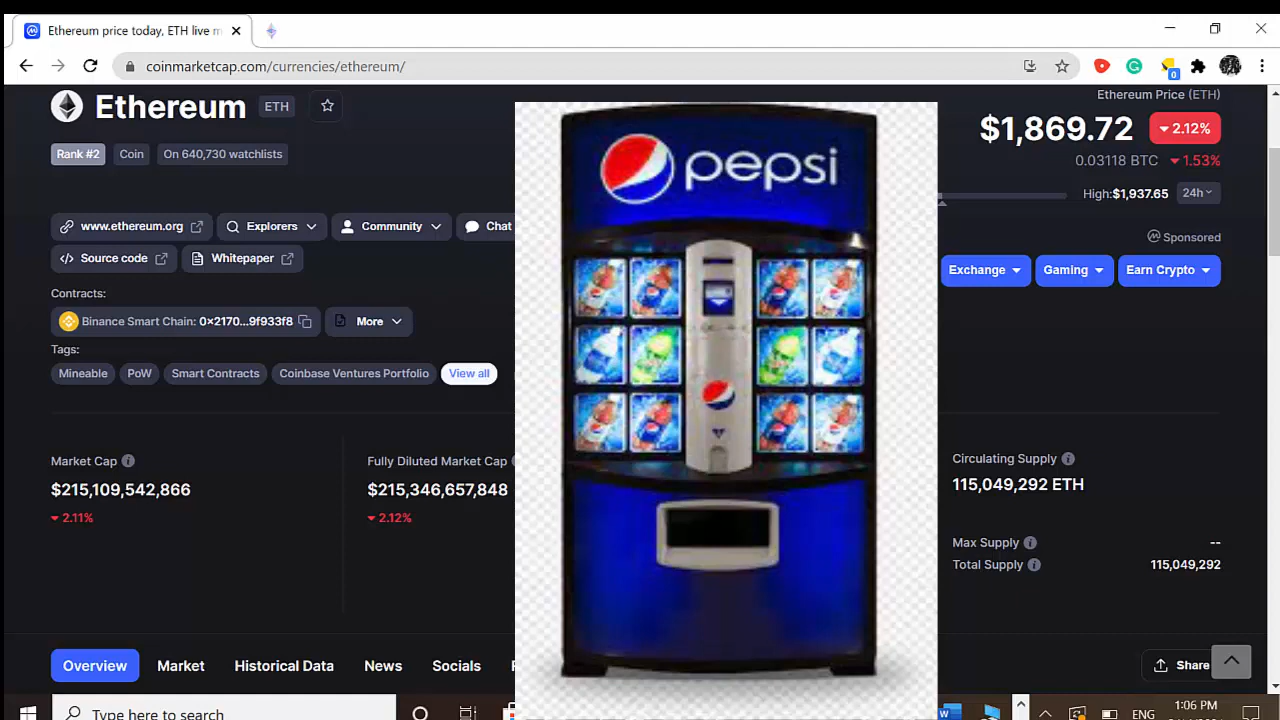 Ethereum price today, ETH live m
coinmarketcap.com/currencies/ethereum/
0
Ethereum ETH
Rank #2 Coin On 640,730 watchlists
www.ethereum.org Explorers Community Chat
Source code Whitepaper
Contracts:
Binance Smart Chain: 0x2170...9f933f8 More
Tags:
Mineable PoW Smart Contracts Coinbase Ventures Portfolio View all
Market Cap
$215,109,542,866
2.11%
Fully Diluted Market Cap
$215,346,657,848
2.12%
pepsi
Ethereum Price (ETH)
$1,869.72 2.12%
0.03118 BTC 1.53%
High:$1,937.65 24h
Sponsored
Exchange Gaming Earn Crypto
Circulating Supply
115,049,292 ETH
Max Supply --
Total Supply 115,049,292
Overview Market Historical Data News Socials
Share
Type here to search
W
ENG
1:06 PM